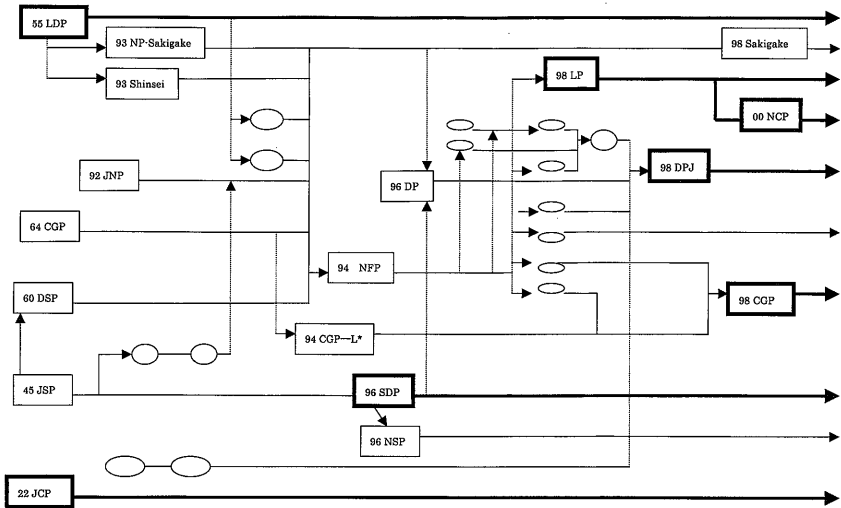 55 LDP
93 NP-Sakigake
98 Sakigake
93 Shinsei
98 LP
00 NCP
92 JNP
96 DP
98 DPJ
64 CGP
94 NFP
60 DSP
98 CGP
94 CGP—L*
45 JSP
96 SDP
96 NSP
22 JCP